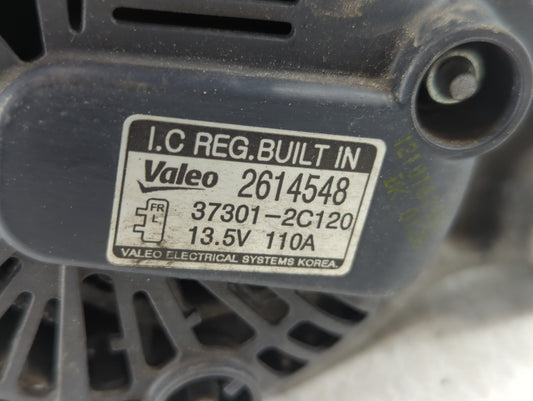 I.C REG.BUILT IN
Valeo 2614548
FR
L 37301-2C120
13.5V 110A
VALEO ELECTRICAL SYSTEMS KOREA.